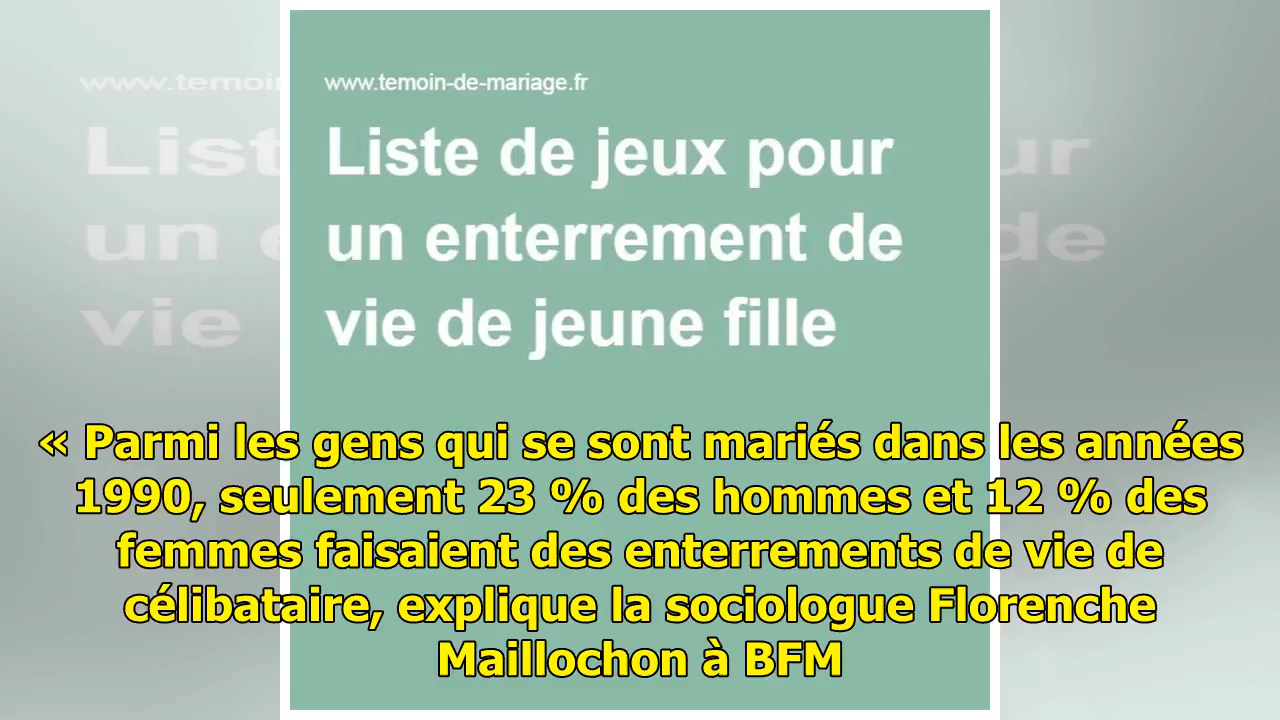 www.temoin-de-mariage.fr
Liste de jeux pour
un enterrement de
vie de jeune fille
« Parmi les gens qui se sont mariés dans les années
1990, seulement 23 % des hommes et 12 % des
femmes faisaient des enterrements de vie de
célibataire, explique la sociologue Florenche
Maillochon à BFM